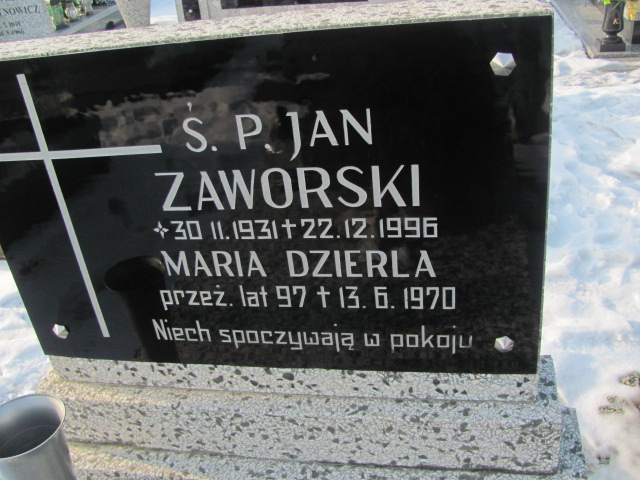 Ś. P. JAN
ZAWORSKI
30 11.1931 † 22.12.1996
MARIA DZIERLA
przeż. lat 97 † 13. 6. 1970
Niech spoczywają w pokoju